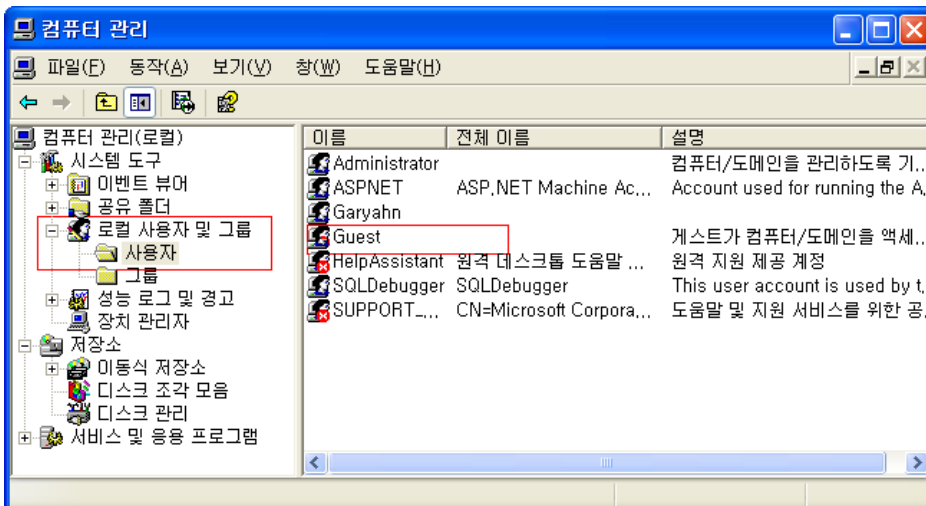 컴퓨터 관리
파일(F) 동작(A) 보기(V) 창(W) 도움말(H)
컴퓨터 관리(로컬)
시스템 도구
이벤트 뷰어
공유 폴더
로컬 사용자 및 그룹
사용자
그룹
성능 로그 및 경고
장치 관리자
저장소
이동식 저장소
디스크 조각 모음
디스크 관리
서비스 및 응용 프로그램
이름 전체 이름 설명
Administrator 컴퓨터/도메인을 관리하도록 기...
ASPNET ASP.NET Machine Ac... Account used for running the A.
Garyahn
Guest 게스트가 컴퓨터/도메인을 액세...
HelpAssistant 원격 데스크톱 도움말 ... 원격 지원 제공 계정
SQLDebugger SQLDebugger This user account is used by t.
SUPPORT_... CN=Microsoft Corpora... 도움말 및 지원 서비스를 위한 공.